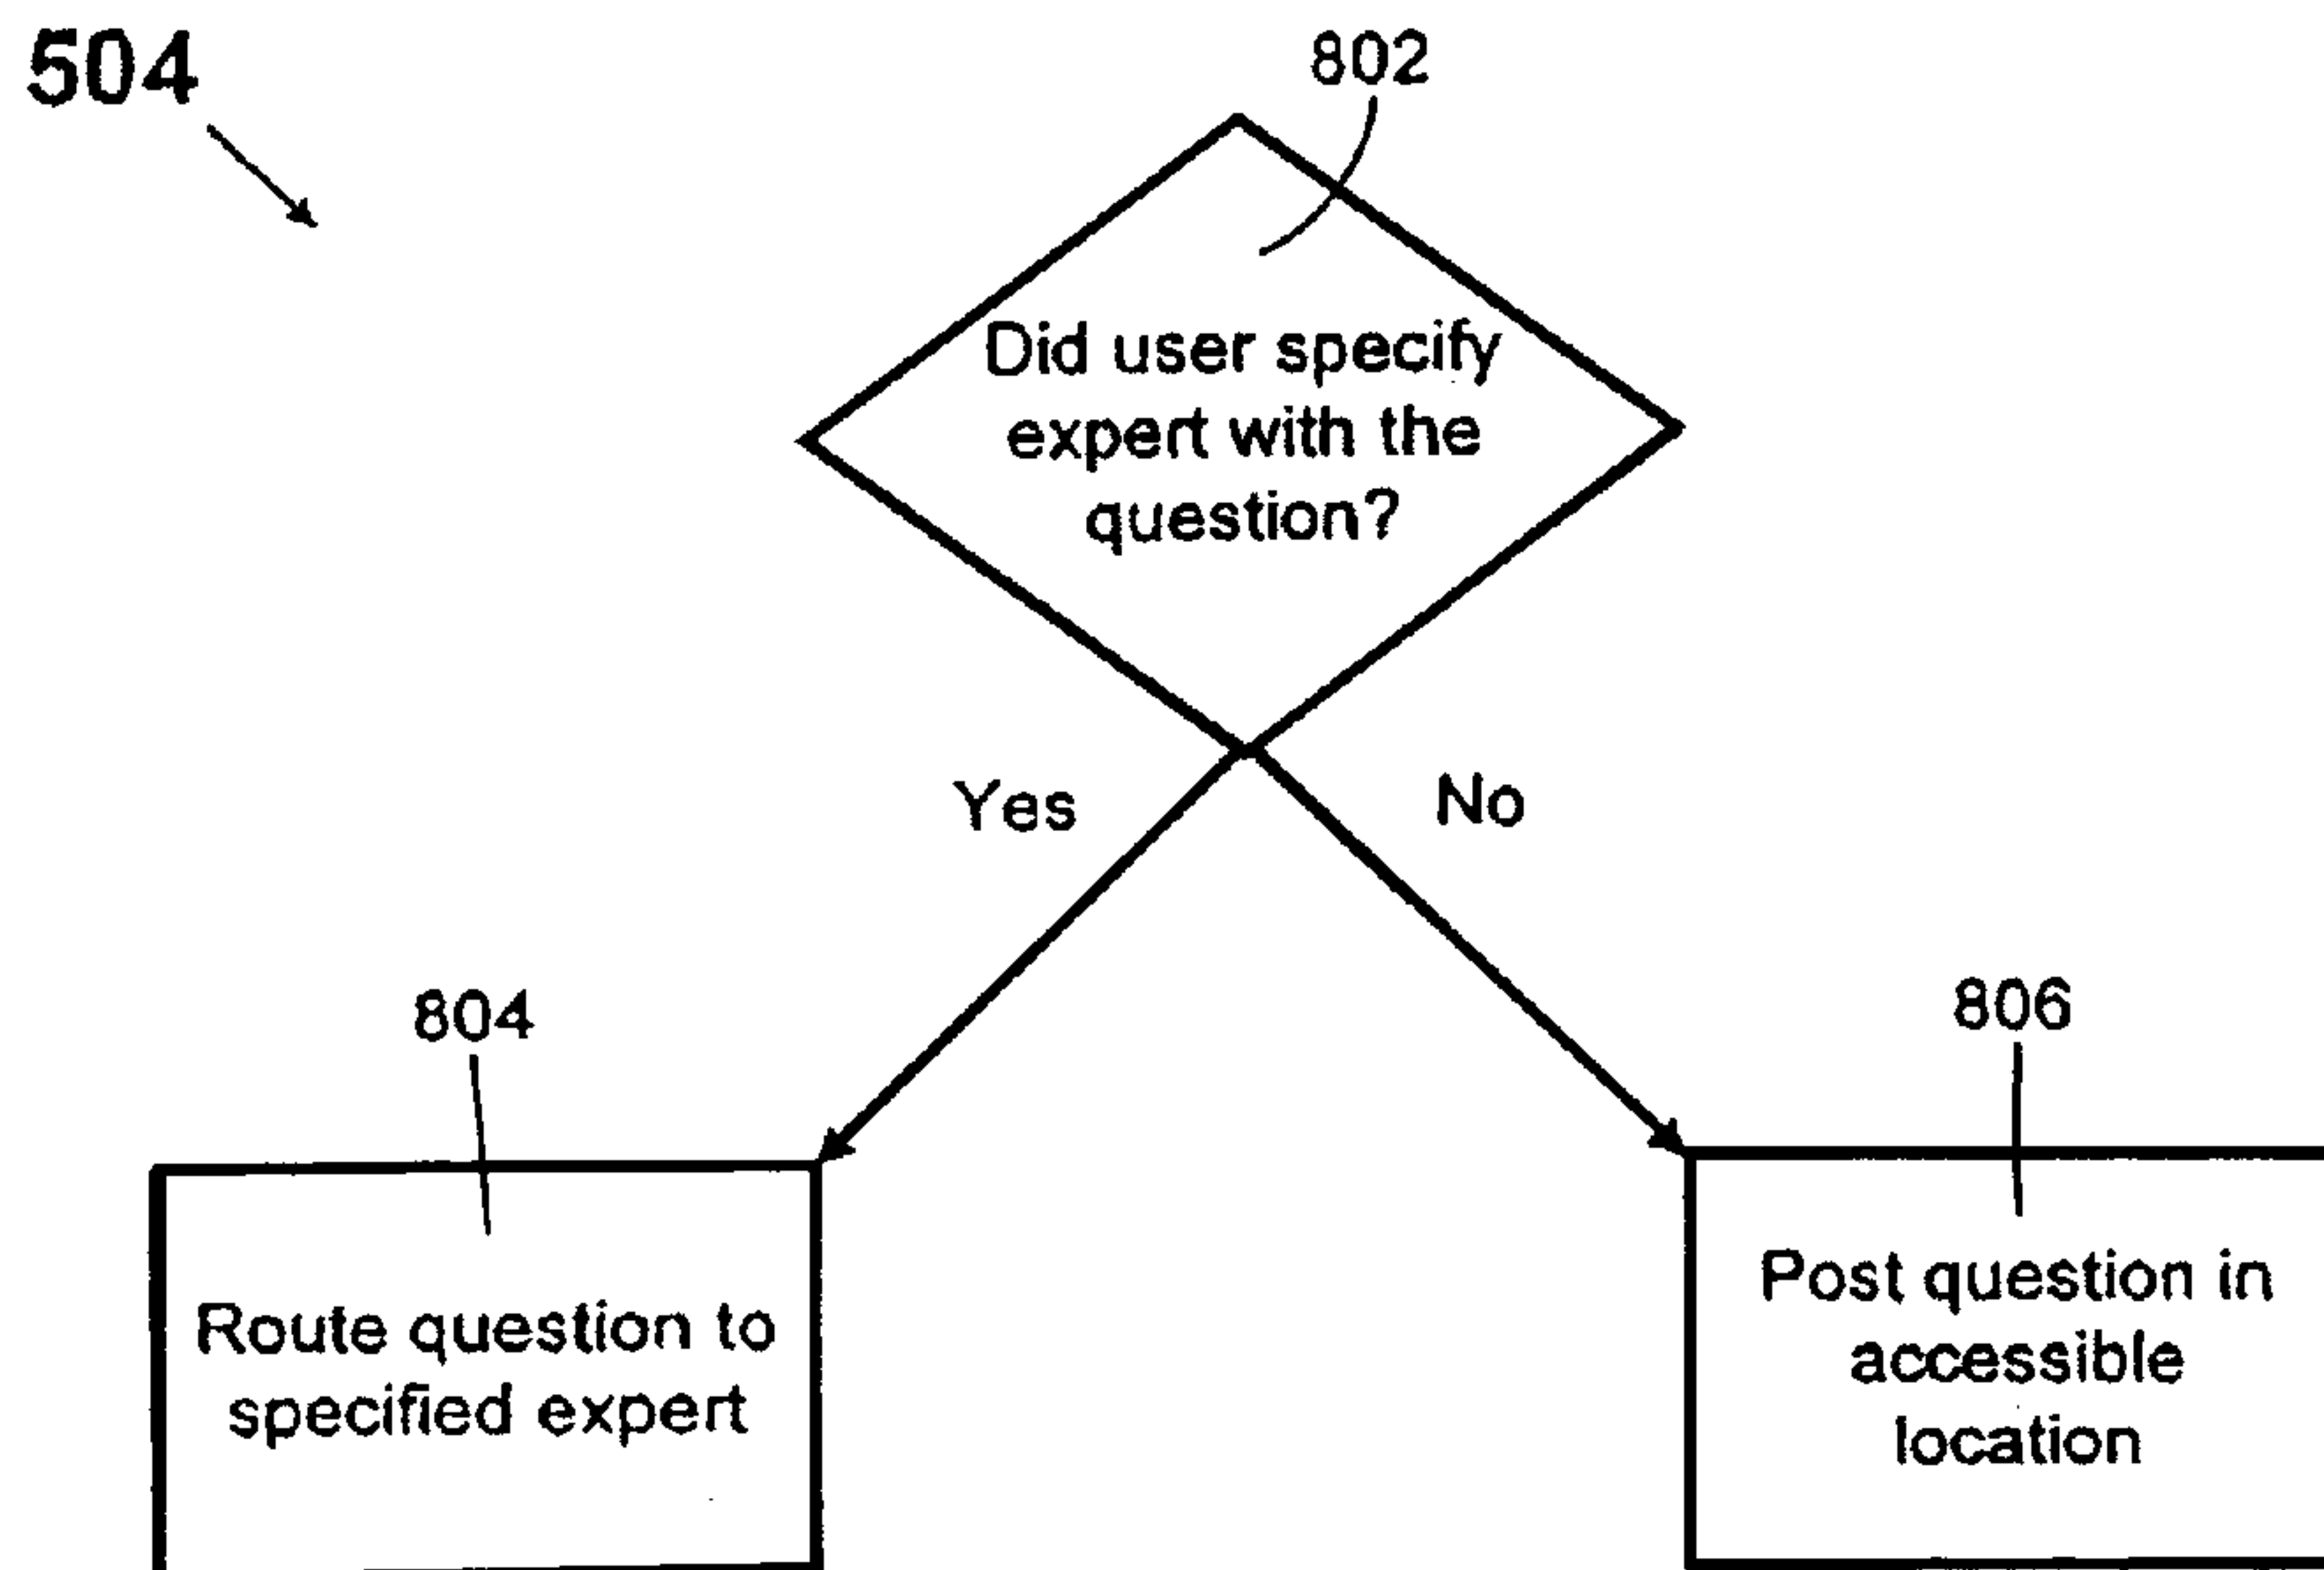 504
802
Did user specify
expert with the
question?
Yes
No
804
806
Route question to
specified expert
Post question in
accessible
location